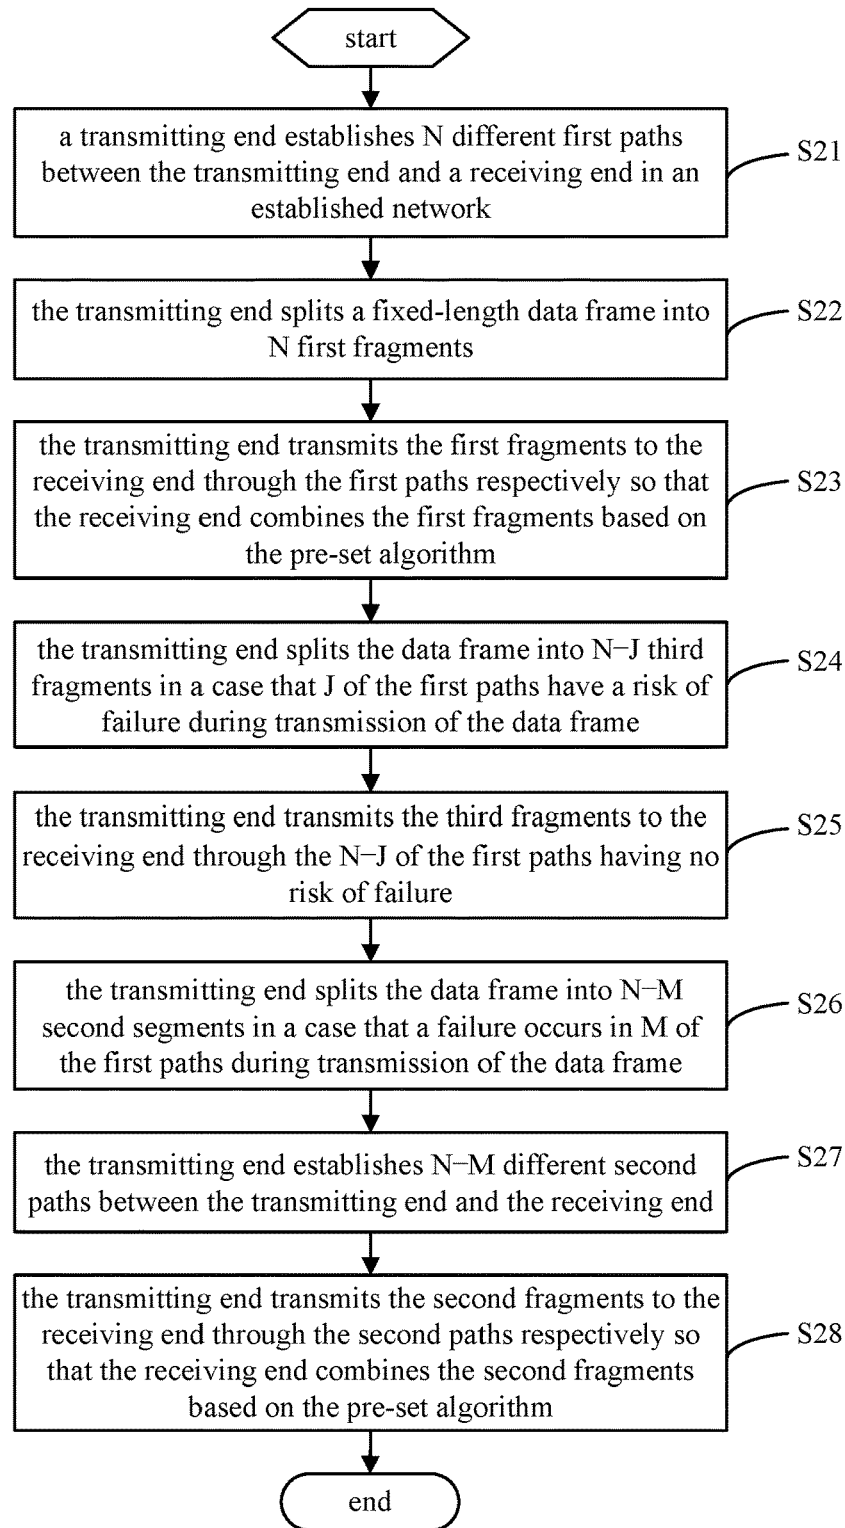 start
a transmitting end establishes N different first paths
between the transmitting end and a receiving end in an
established network
S21
the transmitting end splits a fixed-length data frame into
N first fragments
S22
the transmitting end transmits the first fragments to the
receiving end through the first paths respectively so that
the receiving end combines the first fragments based on
the pre-set algorithm
S23
the transmitting end splits the data frame into N−J third
fragments in a case that J of the first paths have a risk of
failure during transmission of the data frame
S24
the transmitting end transmits the third fragments to the
receiving end through the N−J of the first paths having no
risk of failure
S25
the transmitting end splits the data frame into N−M
second segments in a case that a failure occurs in M of
the first paths during transmission of the data frame
S26
the transmitting end establishes N−M different second
paths between the transmitting end and the receiving end
S27
the transmitting end transmits the second fragments to the
receiving end through the second paths respectively so
that the receiving end combines the second fragments
based on the pre-set algorithm
S28
end